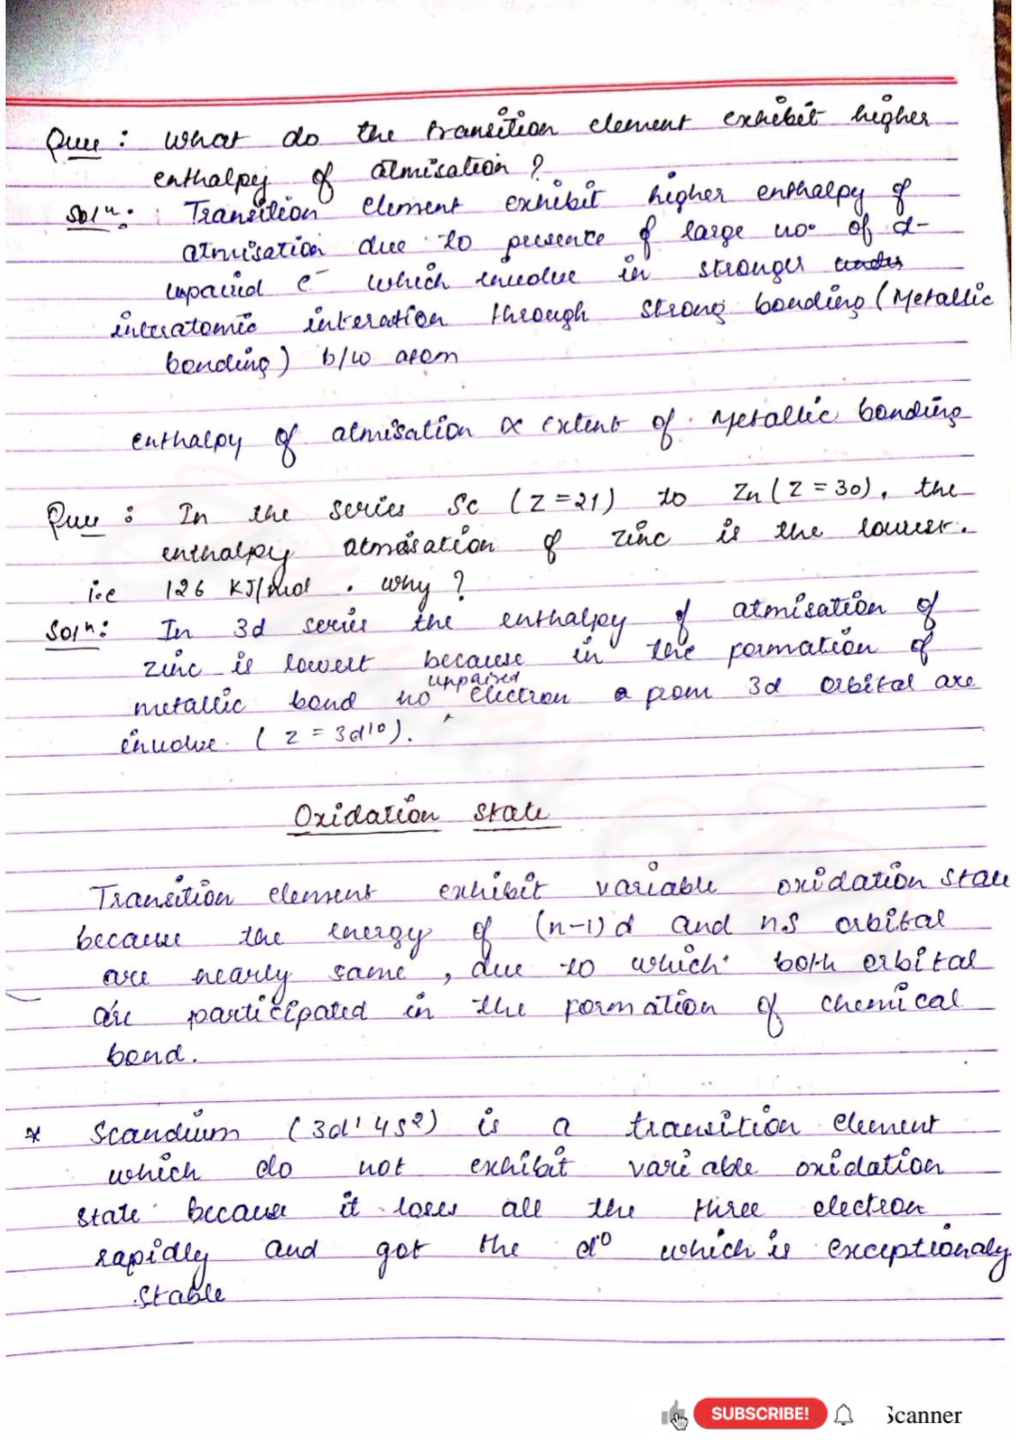 Que : What do the transition element exhibit higher
enthalpy of atmisation ?
Solⁿ: Transition element exhibit higher enthalpy of
atmisation due to presence of large no. of d-
unpaired e⁻ which involve in stronger
interatomic interation through strong bonding (Metallic
bonding) b/w atom
enthalpy of atmisation ∝ extent of Metallic bonding
Que : In the series Sc (Z=21) to Zn (Z=30), the
enthalpy atmisation of zinc is the lowest.
i.e 126 KJ/mol . why ?
Solⁿ: In 3d series the enthalpy of atmisation of
zinc is lowest because in the formation of
metallic bond no unpaired electron from 3d orbital are
involve. ( Z = 3d¹⁰).
Oxidation State
Transition element exhibit variable oxidation state
because the energy of (n-1)d and ns orbital
are nearly same , due to which both orbital
are participated in the formation of chemical
bond.
* Scandium (3d¹ 4s²) is a transition element
which do not exhibit variable oxidation
state because it loses all the three electron
rapidly and got the d⁰ which is exceptionaly
stable
SUBSCRIBE! Scanner